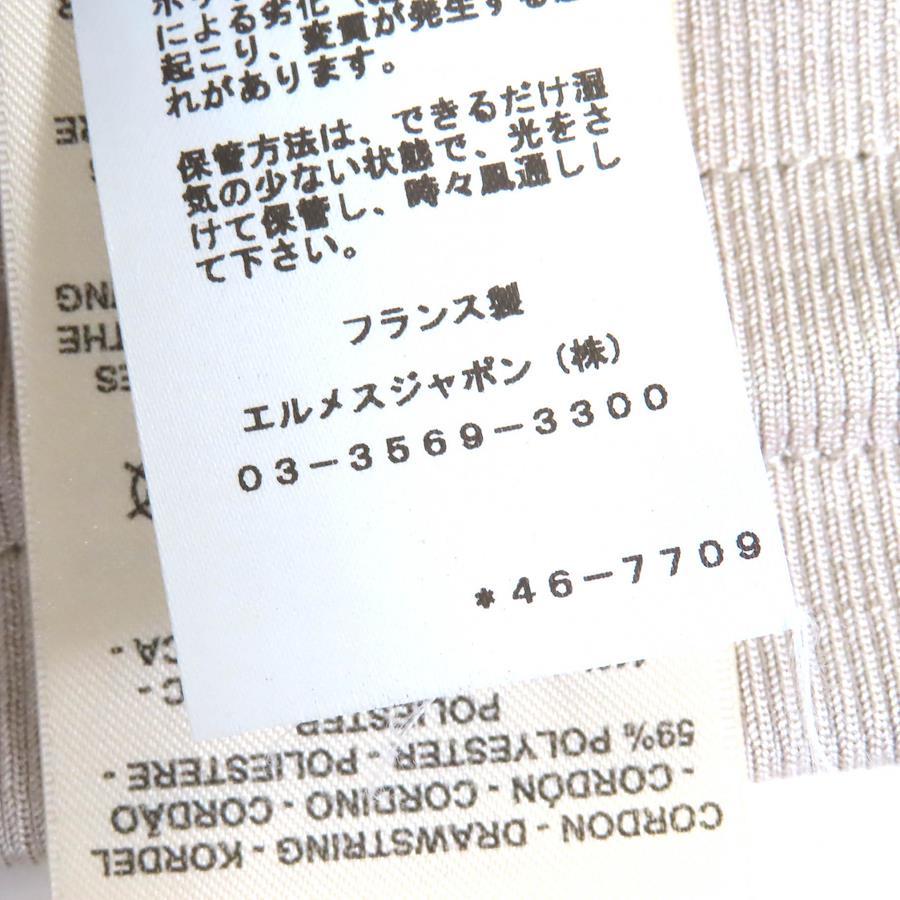 による劣化
起こり、変質が発生する
れがあります。
保管方法は、できるだけ湿
気の少ない状態で、光をさ
けて保管し、時々風通しし
て下さい。
フランス製
エルメスジャポン（株）
03-3569-3300
*46-7709
CORDON - DRAWSTRING - KORDEL
- CORDÓN - CORDINO - CORDÃO
59% POLYESTER - POLIESTERE -
POLIESTER
THE